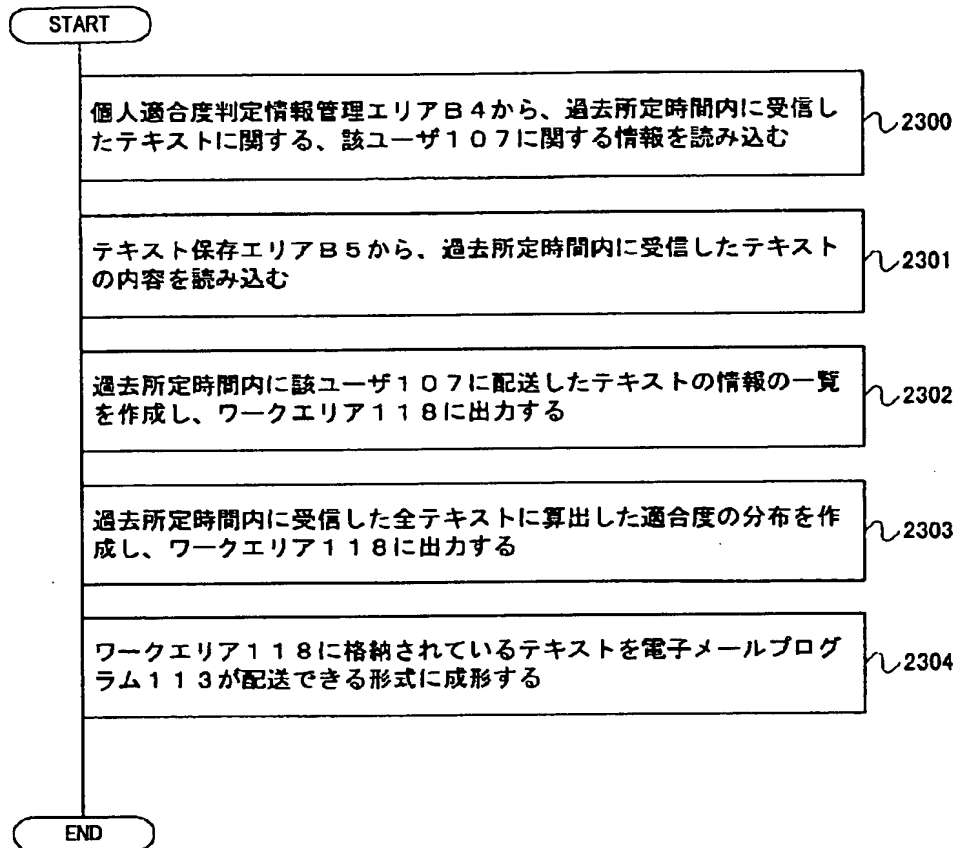 START
個人適合度判定情報管理エリアB4から、過去所定時間内に受信し
たテキストに関する、該ユーザ107に関する情報を読み込む
2300
テキスト保存エリアB5から、過去所定時間内に受信したテキスト
の内容を読み込む
2301
過去所定時間内に該ユーザ107に配送したテキストの情報の一覧
を作成し、ワークエリア118に出力する
2302
過去所定時間内に受信した全テキストに算出した適合度の分布を作
成し、ワークエリア118に出力する
2303
ワークエリア118に格納されているテキストを電子メールプログ
ラム113が配送できる形式に成形する
2304
END